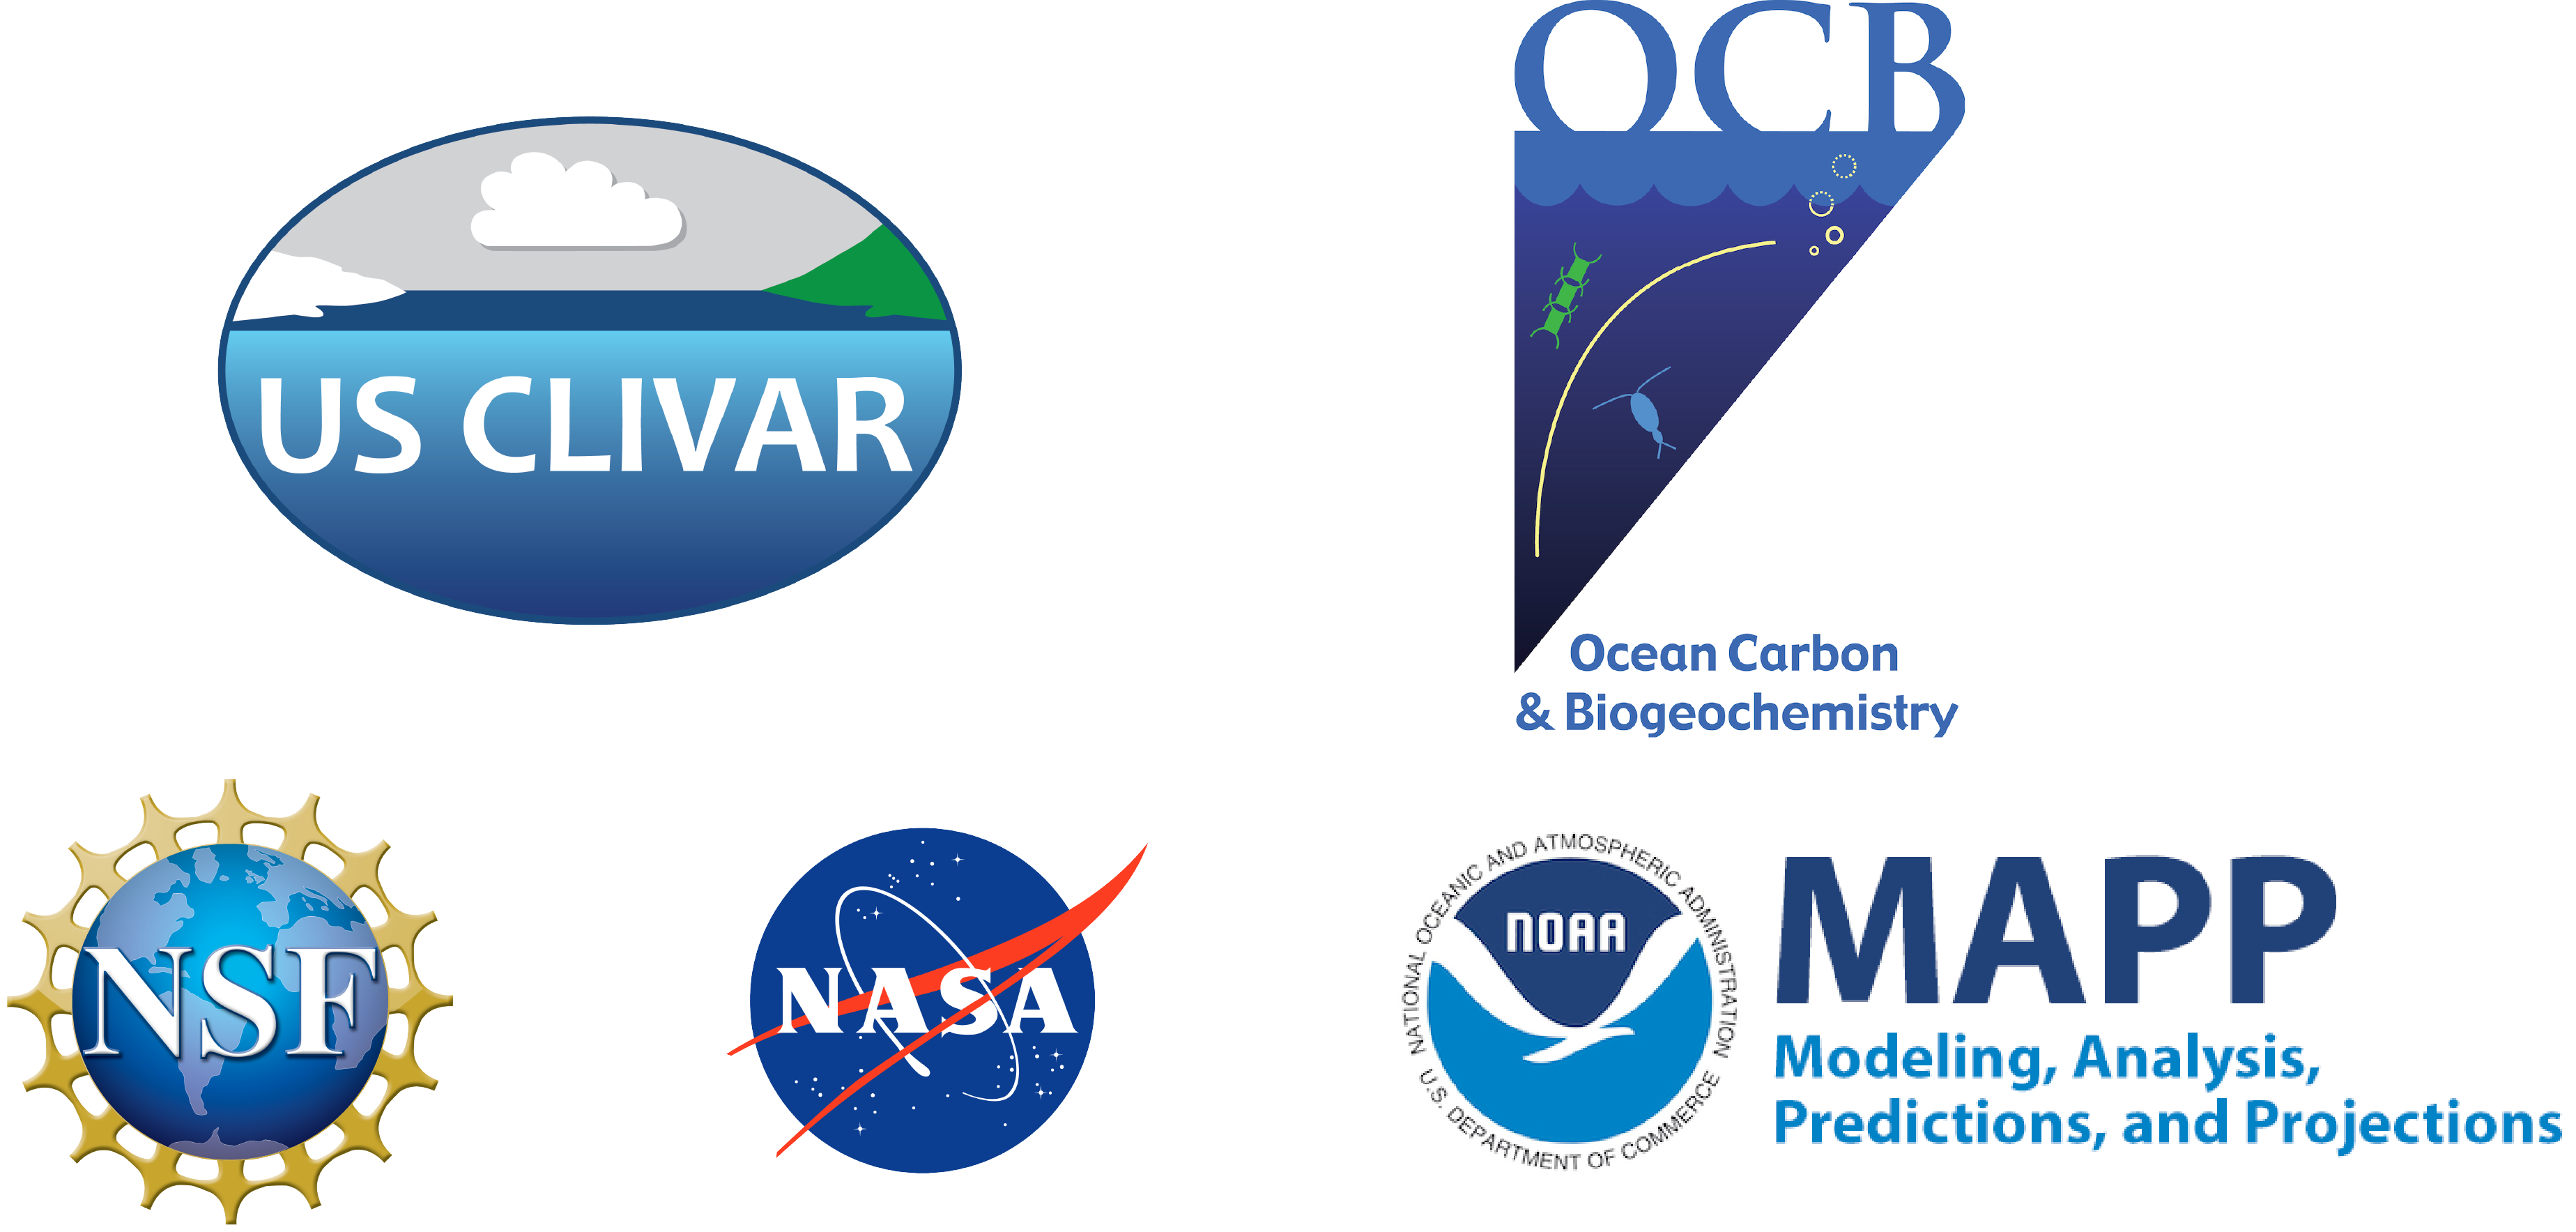 OCB
US CLIVAR
Ocean Carbon
& Biogeochemistry
NSF
NASA
NATIONAL OCEANIC AND ATMOSPHERIC ADMINISTRATION
NOAA
U.S. DEPARTMENT OF COMMERCE
MAPP
Modeling, Analysis,
Predictions, and Projections